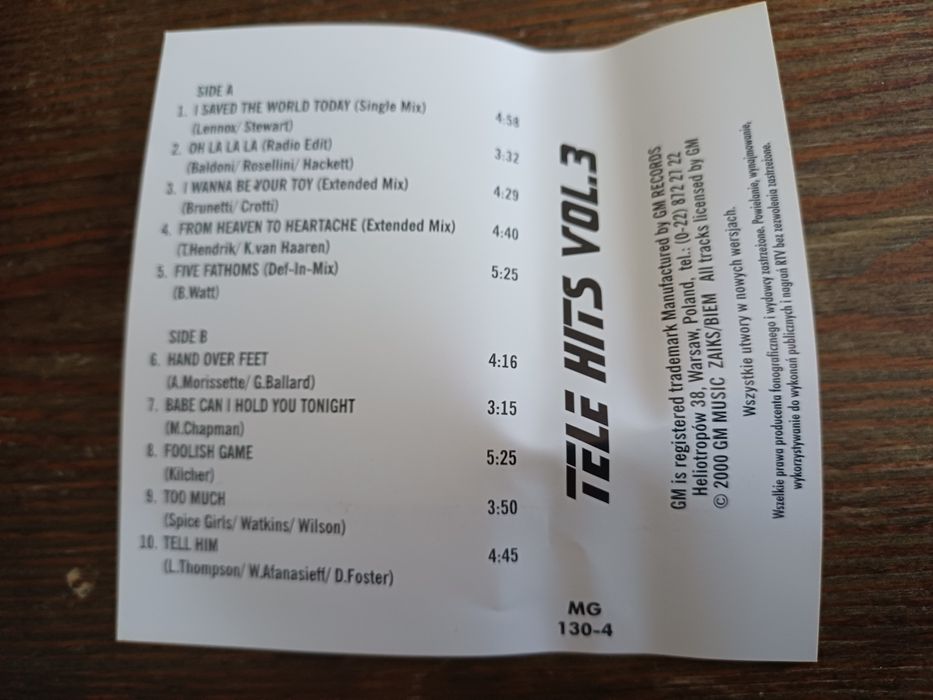 SIDE A
1. I SAVED THE WORLD TODAY (Single Mix) 4:58
(Lennox/ Stewart)
2. OH LA LA LA (Radio Edit) 3:32
(Baldoni/ Rosellini/ Hackett)
3. I WANNA BE YOUR TOY (Extended Mix) 4:29
(Brunetti/ Crotti)
4. FROM HEAVEN TO HEARTACHE (Extended Mix) 4:40
(T.Hendrik/ K.van Haaren)
5. FIVE FATHOMS (Def-In-Mix) 5:25
(B.Watt)
SIDE B
6. HAND OVER FEET 4:16
(A.Morissette/ G.Ballard)
7. BABE CAN I HOLD YOU TONIGHT 3:15
(M.Chapman)
8. FOOLISH GAME 5:25
(Kilcher)
9. TOO MUCH 3:50
(Spice Girls/ Watkins/ Wilson)
10. TELL HIM 4:45
(L.Thompson/ W.Afanasieff/ D.Foster)
TELE HITS VOL.3
MG
130-4
GM is registered trademark Manufactured by GM RECORDS
Heliotropów 38, Warsaw, Poland, tel.: (0-22) 872 21 22
© 2000 GM MUSIC ZAIKS/BIEM All tracks licensed by GM
Wszystkie utwory w nowych wersjach.
Wszelkie prawa producenta fonograficznego i wydawcy zastrzeżone. Powielanie, wynajmowanie,
wykorzystywanie do wykonań publicznych i nagrań RTV bez zezwolenia zastrzeżone.